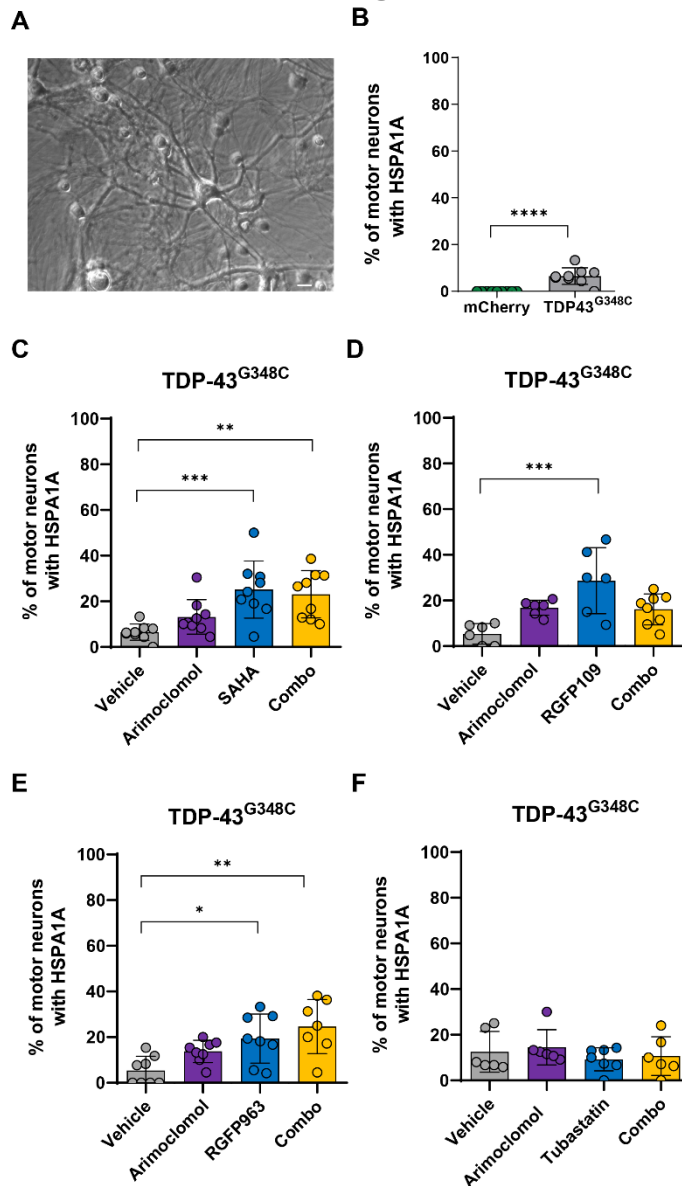 A
B
% of motor neurons
with HSPA1A
100
80
60
40
20
0
****
mCherry
TDP43G348C
C
TDP-43G348C
% of motor neurons
with HSPA1A
100
80
60
40
20
0
**
***
Vehicle
Arimoclomol
SAHA
Combo
D
TDP-43G348C
% of motor neurons
with HSPA1A
100
80
60
40
20
0
***
Vehicle
Arimoclomol
RGFP109
Combo
E
TDP-43G348C
% of motor neurons
with HSPA1A
100
80
60
40
20
0
**
*
Vehicle
Arimoclomol
RGFP963
Combo
F
TDP-43G348C
% of motor neurons
with HSPA1A
100
80
60
40
20
0
Vehicle
Arimoclomol
Tubastatin
Combo